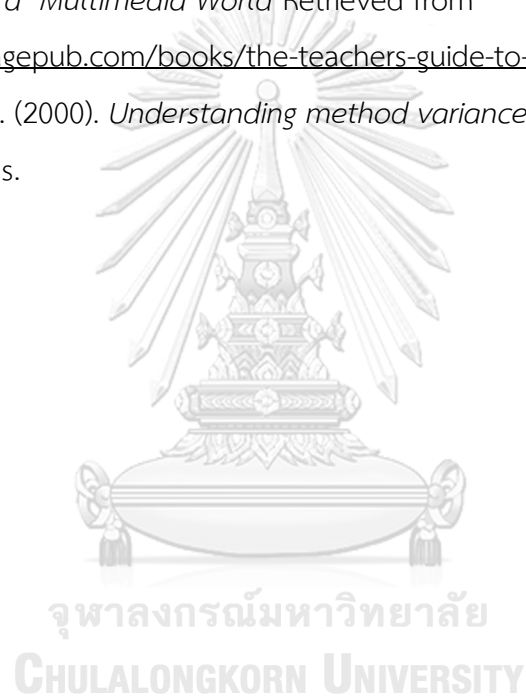 a Multimedia World Retrieved from
gepub.com/books/the-teachers-guide-to-
. (2000). Understanding method variance
s.
จุฬาลงกรณ์มหาวิทยาลัย
CHULALONGKORN UNIVERSITY